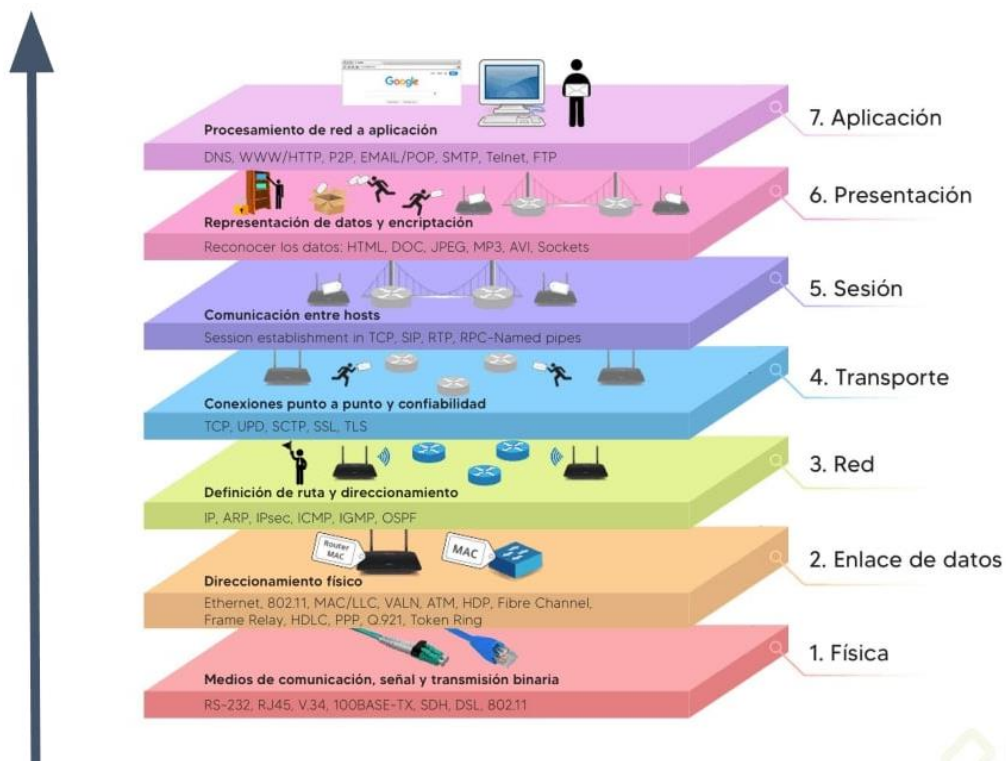 Google
Procesamiento de red a aplicación
DNS, WWW/HTTP, P2P, EMAIL/POP, SMTP, Telnet, FTP
7. Aplicación
Representación de datos y encriptación
Reconocer los datos: HTML, DOC, JPEG, MP3, AVI, Sockets
6. Presentación
Comunicación entre hosts
Session establishment in TCP, SIP, RTP, RPC-Named pipes
5. Sesión
Conexiones punto a punto y confiabilidad
TCP, UPD, SCTP, SSL, TLS
4. Transporte
Definición de ruta y direccionamiento
IP, ARP, IPsec, ICMP, IGMP, OSPF
3. Red
Router
MAC
MAC
Direccionamiento físico
Ethernet, 802.11, MAC/LLC, VALN, ATM, HDP, Fibre Channel,
Frame Relay, HDLC, PPP, Q.921, Token Ring
2. Enlace de datos
Medios de comunicación, señal y transmisión binaria
RS-232, RJ45, V.34, 100BASE-TX, SDH, DSL, 802.11
1. Física